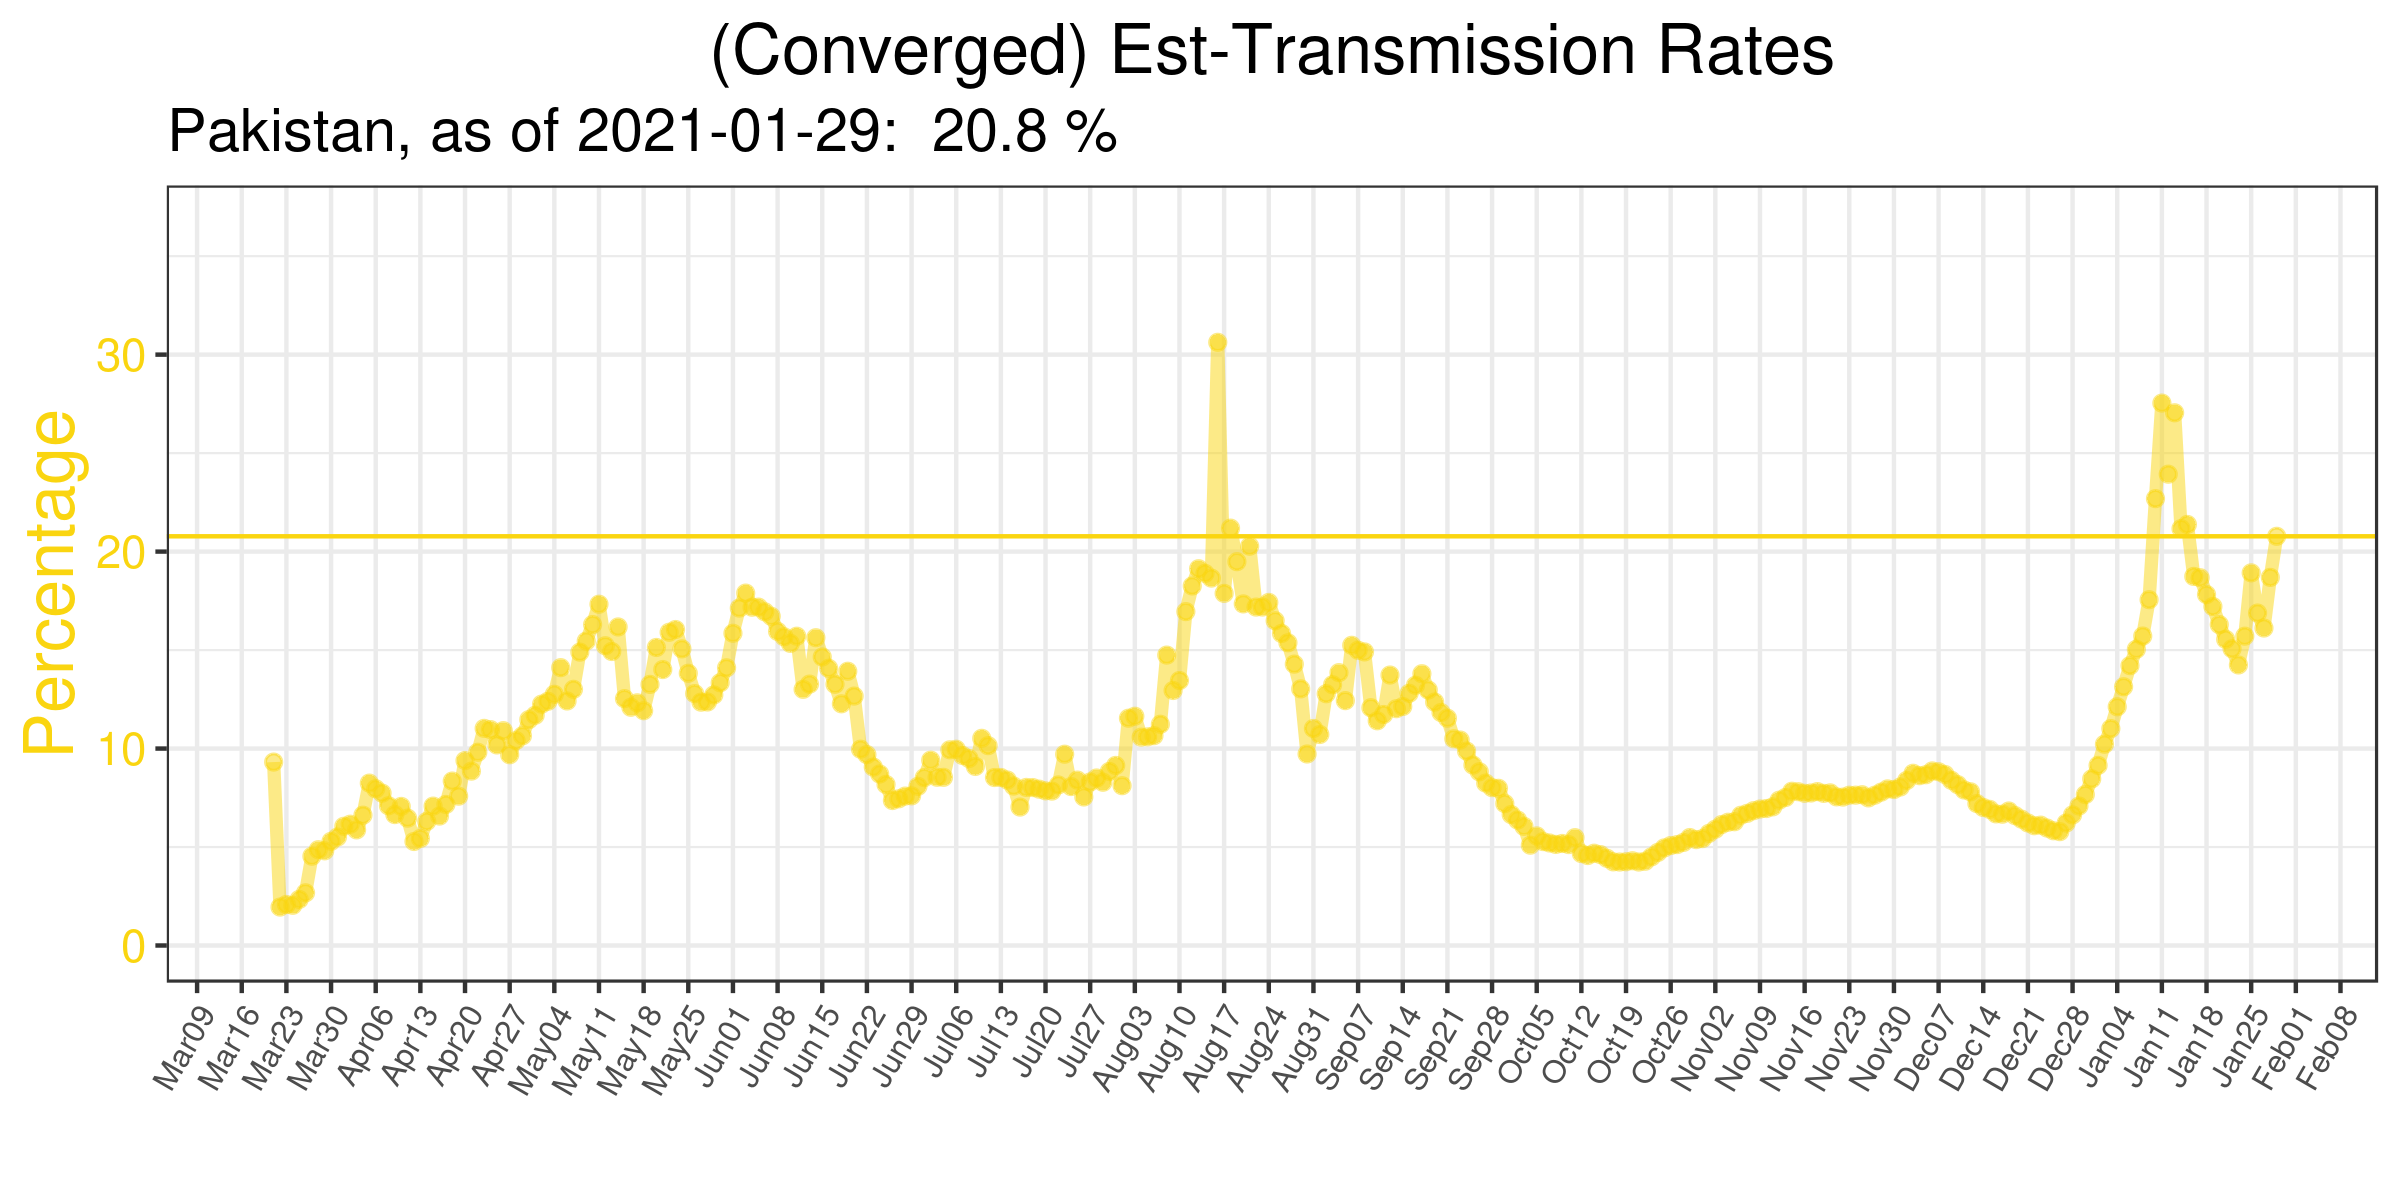 (Converged) Est-Transmission Rates
Pakistan, as of 2021-01-29:  20.8 %
Percentage
30
20
10
0
Mar09 Mar16 Mar23 Mar30 Apr06 Apr13 Apr20 Apr27 May04 May11 May18 May25 Jun01 Jun08 Jun15 Jun22 Jun29 Jul06 Jul13 Jul20 Jul27 Aug03 Aug10 Aug17 Aug24 Aug31 Sep07 Sep14 Sep21 Sep28 Oct05 Oct12 Oct19 Oct26 Nov02 Nov09 Nov16 Nov23 Nov30 Dec07 Dec14 Dec21 Dec28 Jan04 Jan11 Jan18 Jan25 Feb01 Feb08